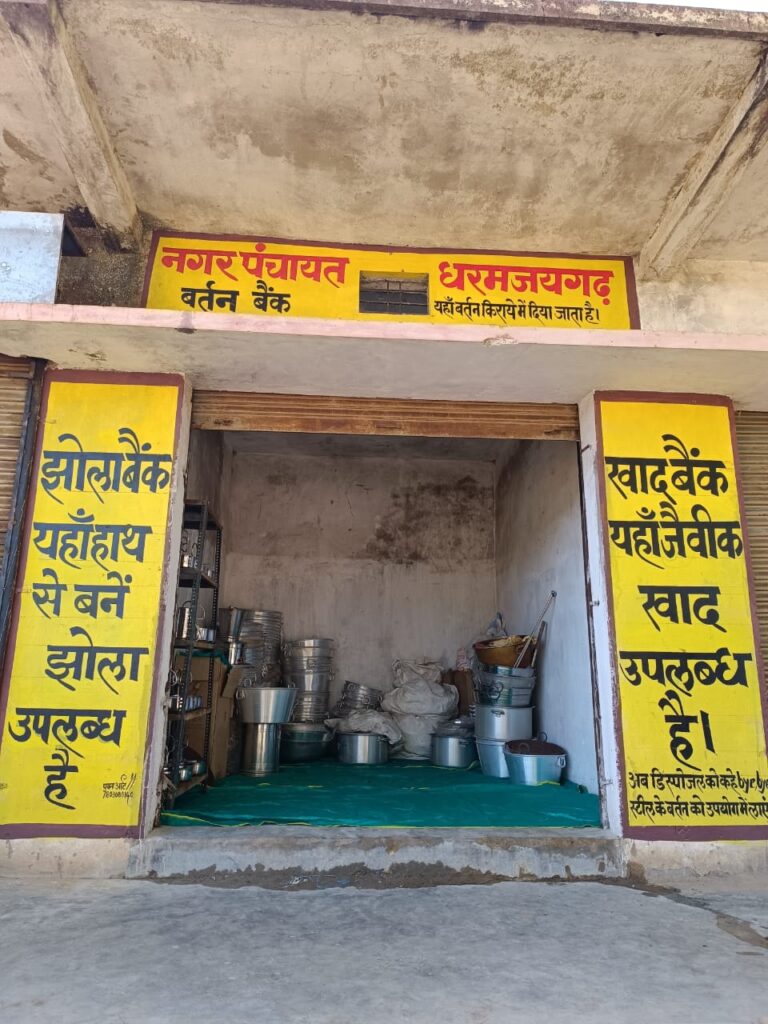 नगर पंचायत धरमजयगढ़
बर्तन बैंक यहाँ बर्तन किराये में दिया जाता है।
झोला बैंक
यहाँ हाथ
से बनें
झोला
उपलब्ध
है
खाद बैंक
यहाँ जैवीक
खाद
उपलब्ध
है।
अब डिस्पोजल को कहे bye bye
स्टील के बर्तन को उपयोग में लाएं